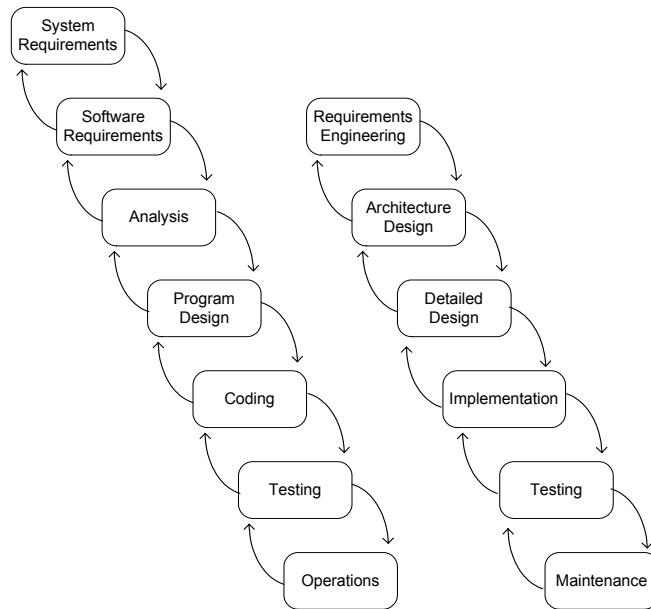 System
Requirements
Software
Requirements
Analysis
Program
Design
Coding
Testing
Operations
Requirements
Engineering
Architecture
Design
Detailed
Design
Implementation
Testing
Maintenance